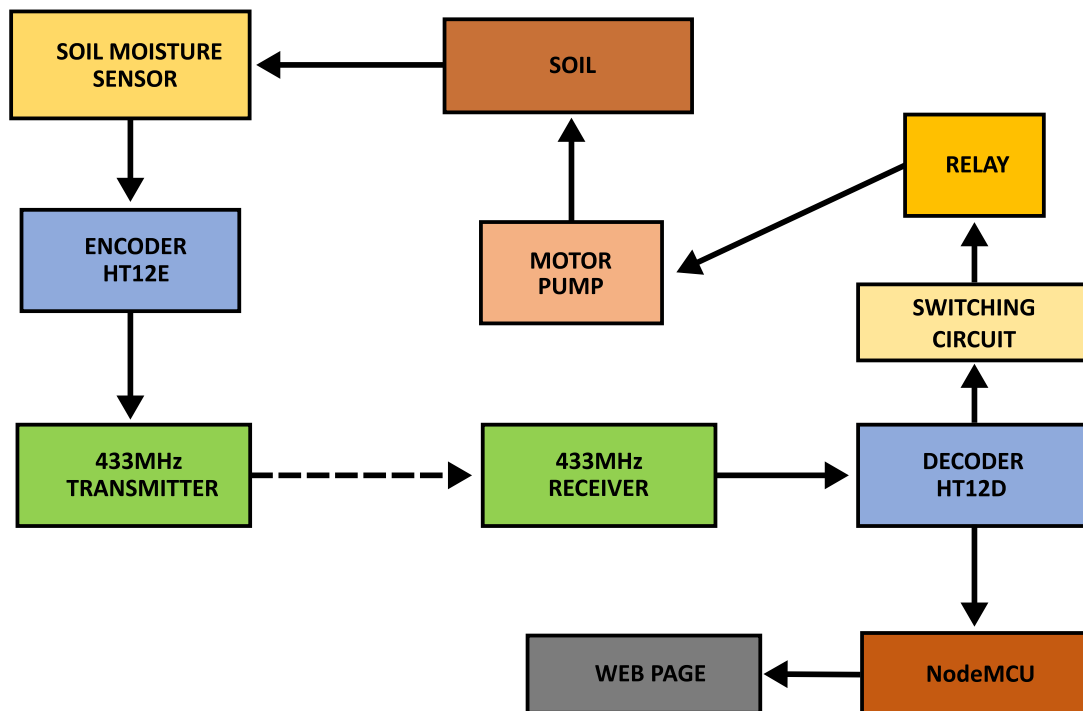 SOIL MOISTURE
SENSOR
SOIL
RELAY
ENCODER
HT12E
MOTOR
PUMP
SWITCHING
CIRCUIT
433MHz
TRANSMITTER
433MHz
RECEIVER
DECODER
HT12D
WEB PAGE
NodeMCU